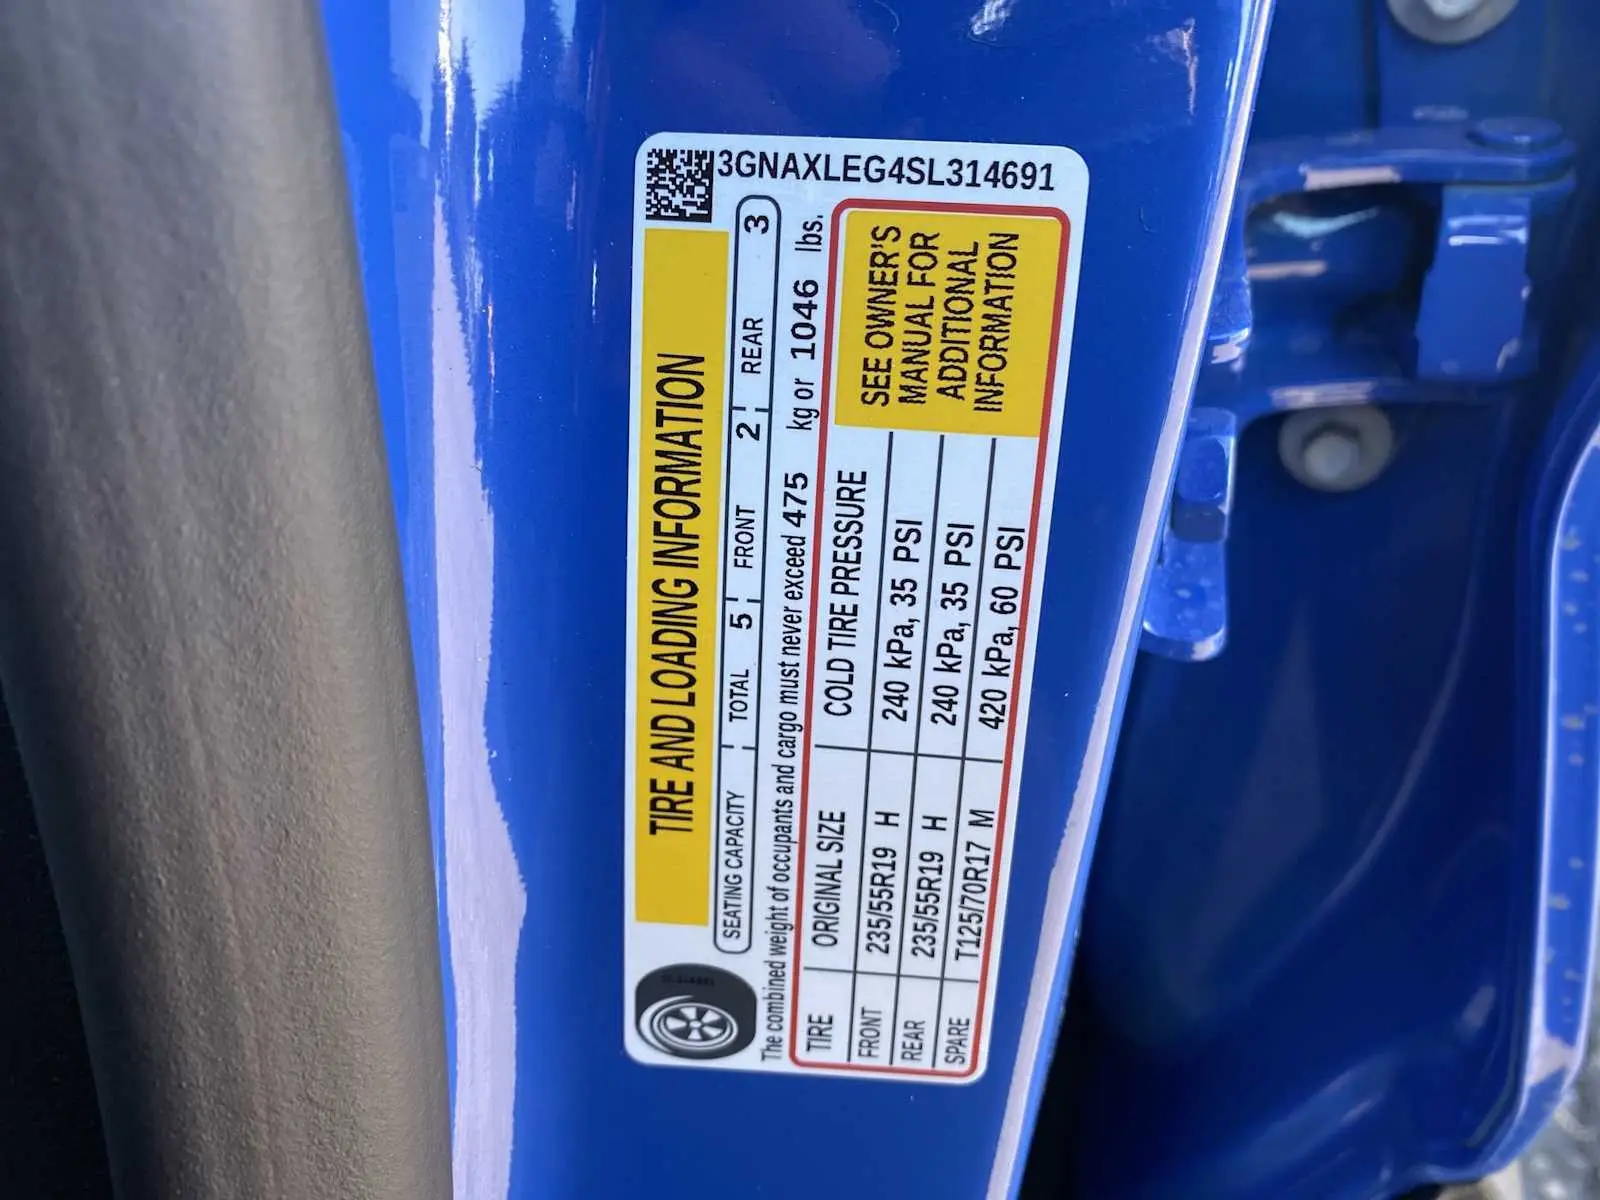 3GNAXLEG4SL314691
TIRE AND LOADING INFORMATION
SEATING CAPACITY TOTAL 5 FRONT 2 REAR 3
The combined weight of occupants and cargo must never exceed 475 kg or 1046 lbs.
TIRE ORIGINAL SIZE COLD TIRE PRESSURE
FRONT 235/55R19 H 240 kPa, 35 PSI
REAR 235/55R19 H 240 kPa, 35 PSI
SPARE T125/70R17 M 420 kPa, 60 PSI
SEE OWNER'S
MANUAL FOR
ADDITIONAL
INFORMATION